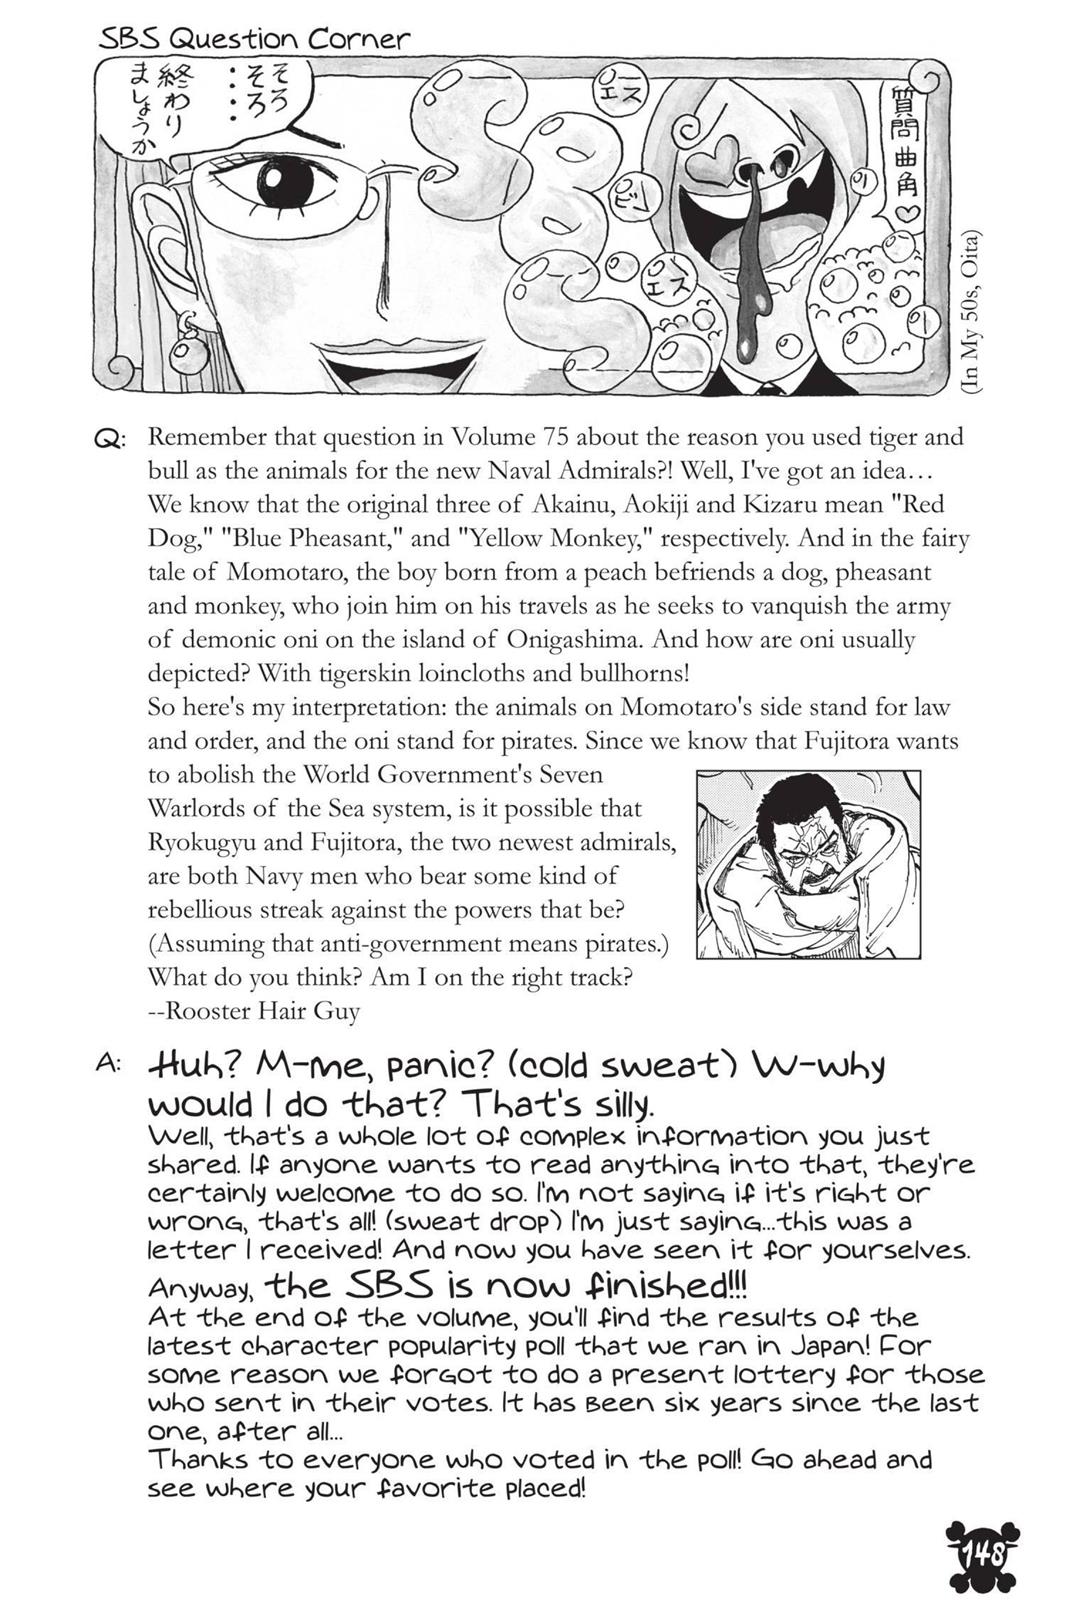 SBS Question Corner
そろ
そろ
・・・・
終わり
ましょうか
SBS
エス
ビー
エス
質問曲角♡
(In My 50s, Oita)
Q: Remember that question in Volume 75 about the reason you used tiger and
bull as the animals for the new Naval Admirals?! Well, I've got an idea…
We know that the original three of Akainu, Aokiji and Kizaru mean "Red
Dog," "Blue Pheasant," and "Yellow Monkey," respectively. And in the fairy
tale of Momotaro, the boy born from a peach befriends a dog, pheasant
and monkey, who join him on his travels as he seeks to vanquish the army
of demonic oni on the island of Onigashima. And how are oni usually
depicted? With tigerskin loincloths and bullhorns!
So here's my interpretation: the animals on Momotaro's side stand for law
and order, and the oni stand for pirates. Since we know that Fujitora wants
to abolish the World Government's Seven
Warlords of the Sea system, is it possible that
Ryokugyu and Fujitora, the two newest admirals,
are both Navy men who bear some kind of
rebellious streak against the powers that be?
(Assuming that anti-government means pirates.)
What do you think? Am I on the right track?
--Rooster Hair Guy
A: Huh? M-me, panic? (cold sweat) W-why
would I do that? That's silly.
Well, that's a whole lot of complex information you just
shared. If anyone wants to read anything into that, they're
certainly welcome to do so. I'm not saying if it's right or
wrong, that's all! (sweat drop) I'm just saying...this was a
letter I received! And now you have seen it for yourselves.
Anyway, the SBS is now finished!!!
At the end of the volume, you'll find the results of the
latest character popularity poll that we ran in Japan! For
some reason we forgot to do a present lottery for those
who sent in their votes. It has been six years since the last
one, after all...
Thanks to everyone who voted in the poll! Go ahead and
see where your favorite placed!
148